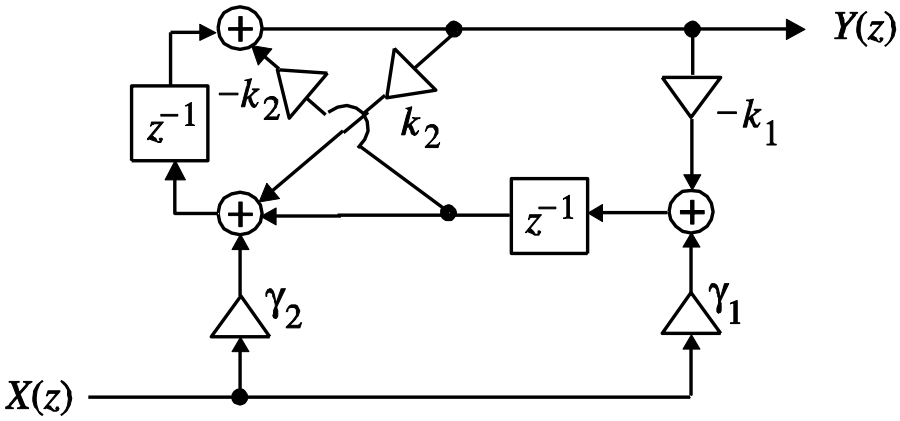 Y(z)
−k₂
k₂
−k₁
z⁻¹
z⁻¹
γ₂
γ₁
X(z)